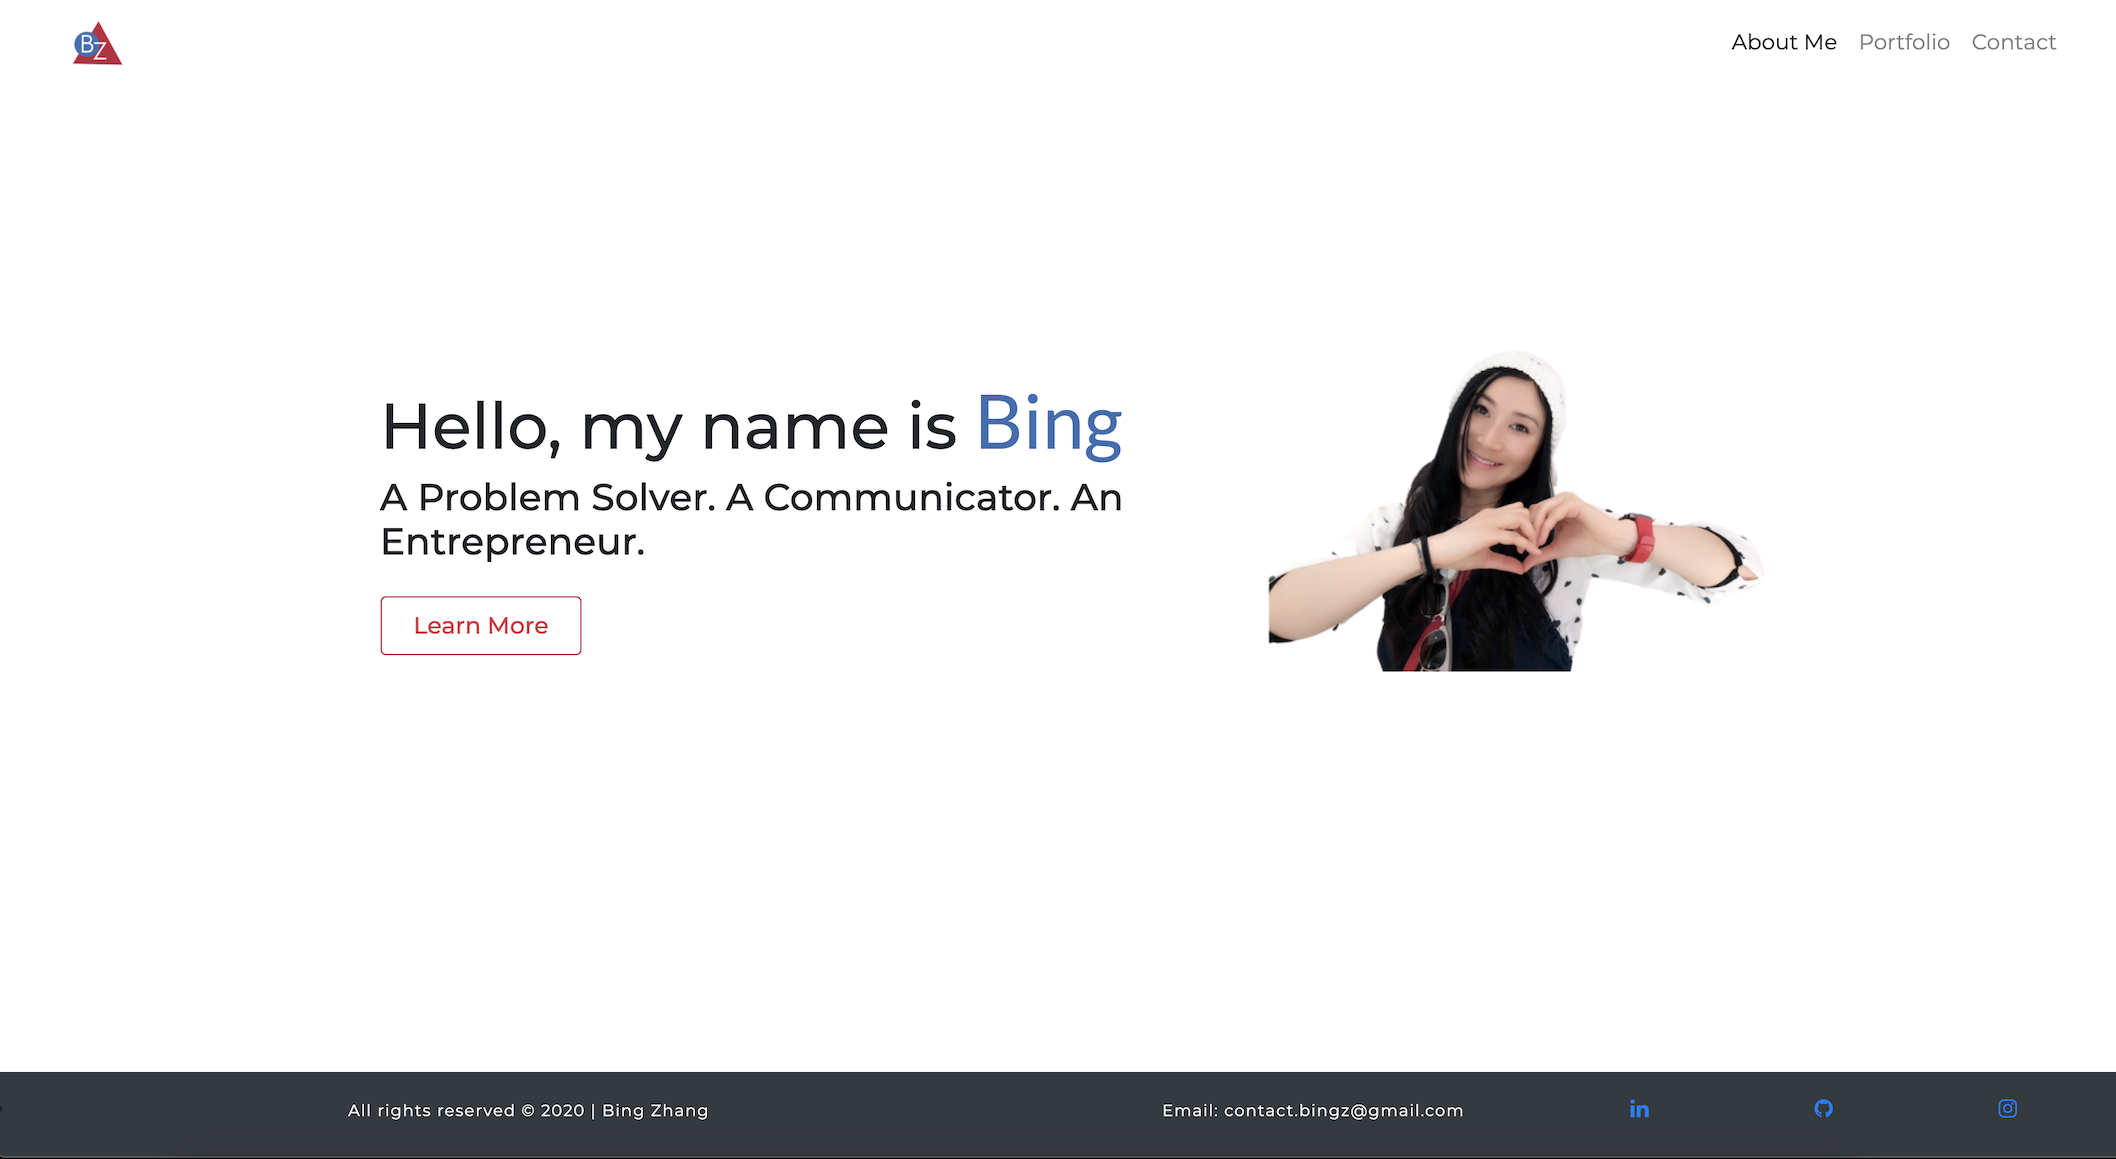 BZ
About Me Portfolio Contact
Hello, my name is Bing
A Problem Solver. A Communicator. An
Entrepreneur.
Learn More
All rights reserved © 2020 | Bing Zhang
Email: contact.bingz@gmail.com
in